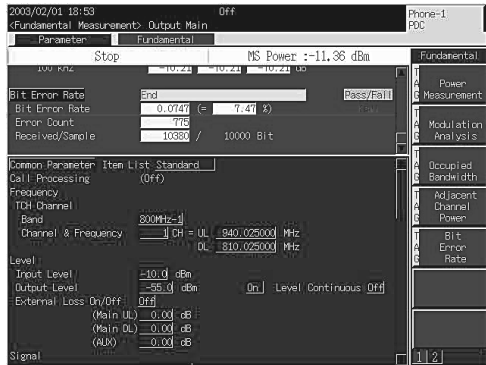 2003/02/01 18:53 Off Phone-1
<Fundamental Measurement> Output Main PDC
Parameter Fundamental
Stop MS Power :-11.36 dBm Fundamental
100 kHz -10.21 -10.21 -10.21 dB
Bit Error Rate End Pass/Fail
Bit Error Rate 0.0747 (= 7.47 %)
Error Count 775
Received/Sample 10380 / 10000 Bit
Common Parameter Item List Standard
Call Processing (Off)
Frequency
TCH Channel
Band 800MHz-1
Channel & Frequency 1 CH = UL 940.025000 MHz
DL 810.025000 MHz
Level
Input Level -10.0 dBm
Output Level -55.0 dBm On Level Continuous Off
External Loss On/Off Off
(Main UL) 0.00 dB
(Main DL) 0.00 dB
(AUX) 0.00 dB
Signal
TAG Power Measurement
TAG Modulation Analysis
TAG Occupied Bandwidth
TAG Adjacent Channel Power
TAG Bit Error Rate
1 2